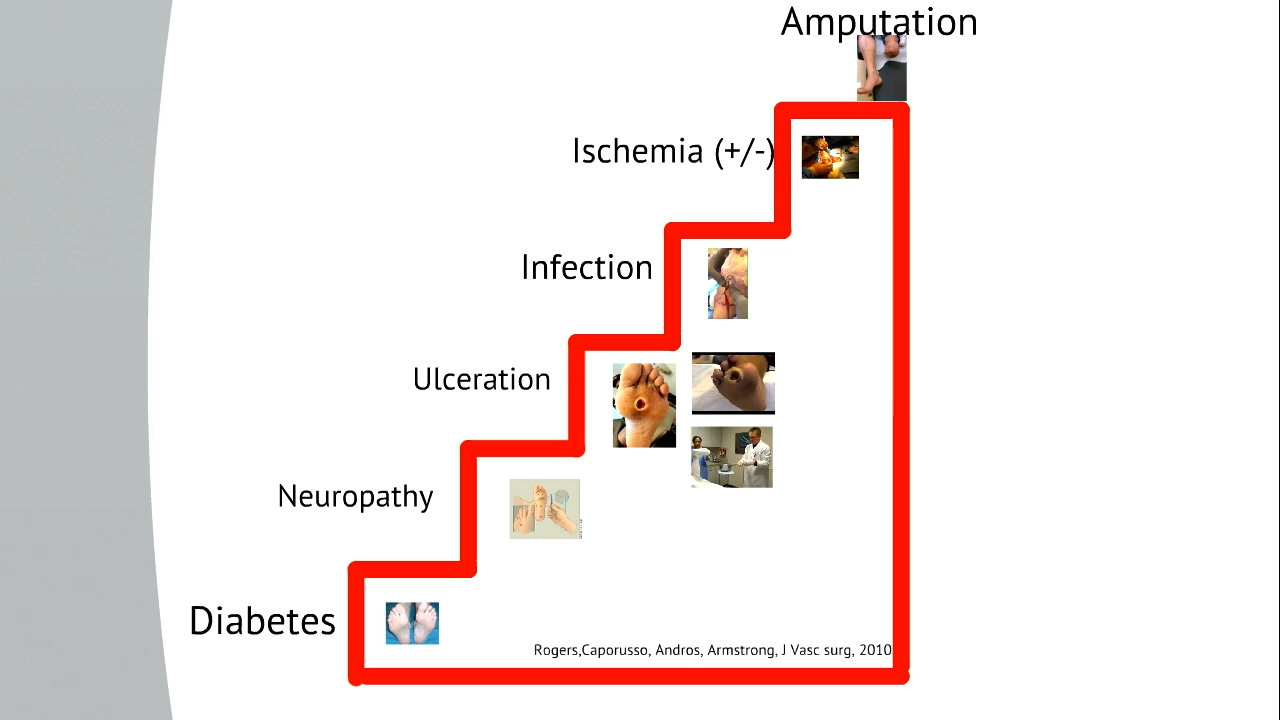 Amputation
Ischemia (+/-)
Infection
Ulceration
Neuropathy
Diabetes
Rogers,Caporusso, Andros, Armstrong, J Vasc surg, 2010